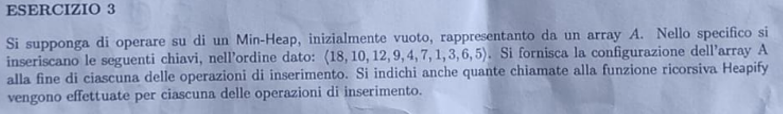 ESERCIZIO 3
Si supponga di operare su di un Min-Heap, inizialmente vuoto, rappresentanto da un array A. Nello specifico si
inseriscano le seguenti chiavi, nell'ordine dato: ⟨18, 10, 12, 9, 4, 7, 1, 3, 6, 5⟩. Si fornisca la configurazione dell'array A
alla fine di ciascuna delle operazioni di inserimento. Si indichi anche quante chiamate alla funzione ricorsiva Heapify
vengono effettuate per ciascuna delle operazioni di inserimento.